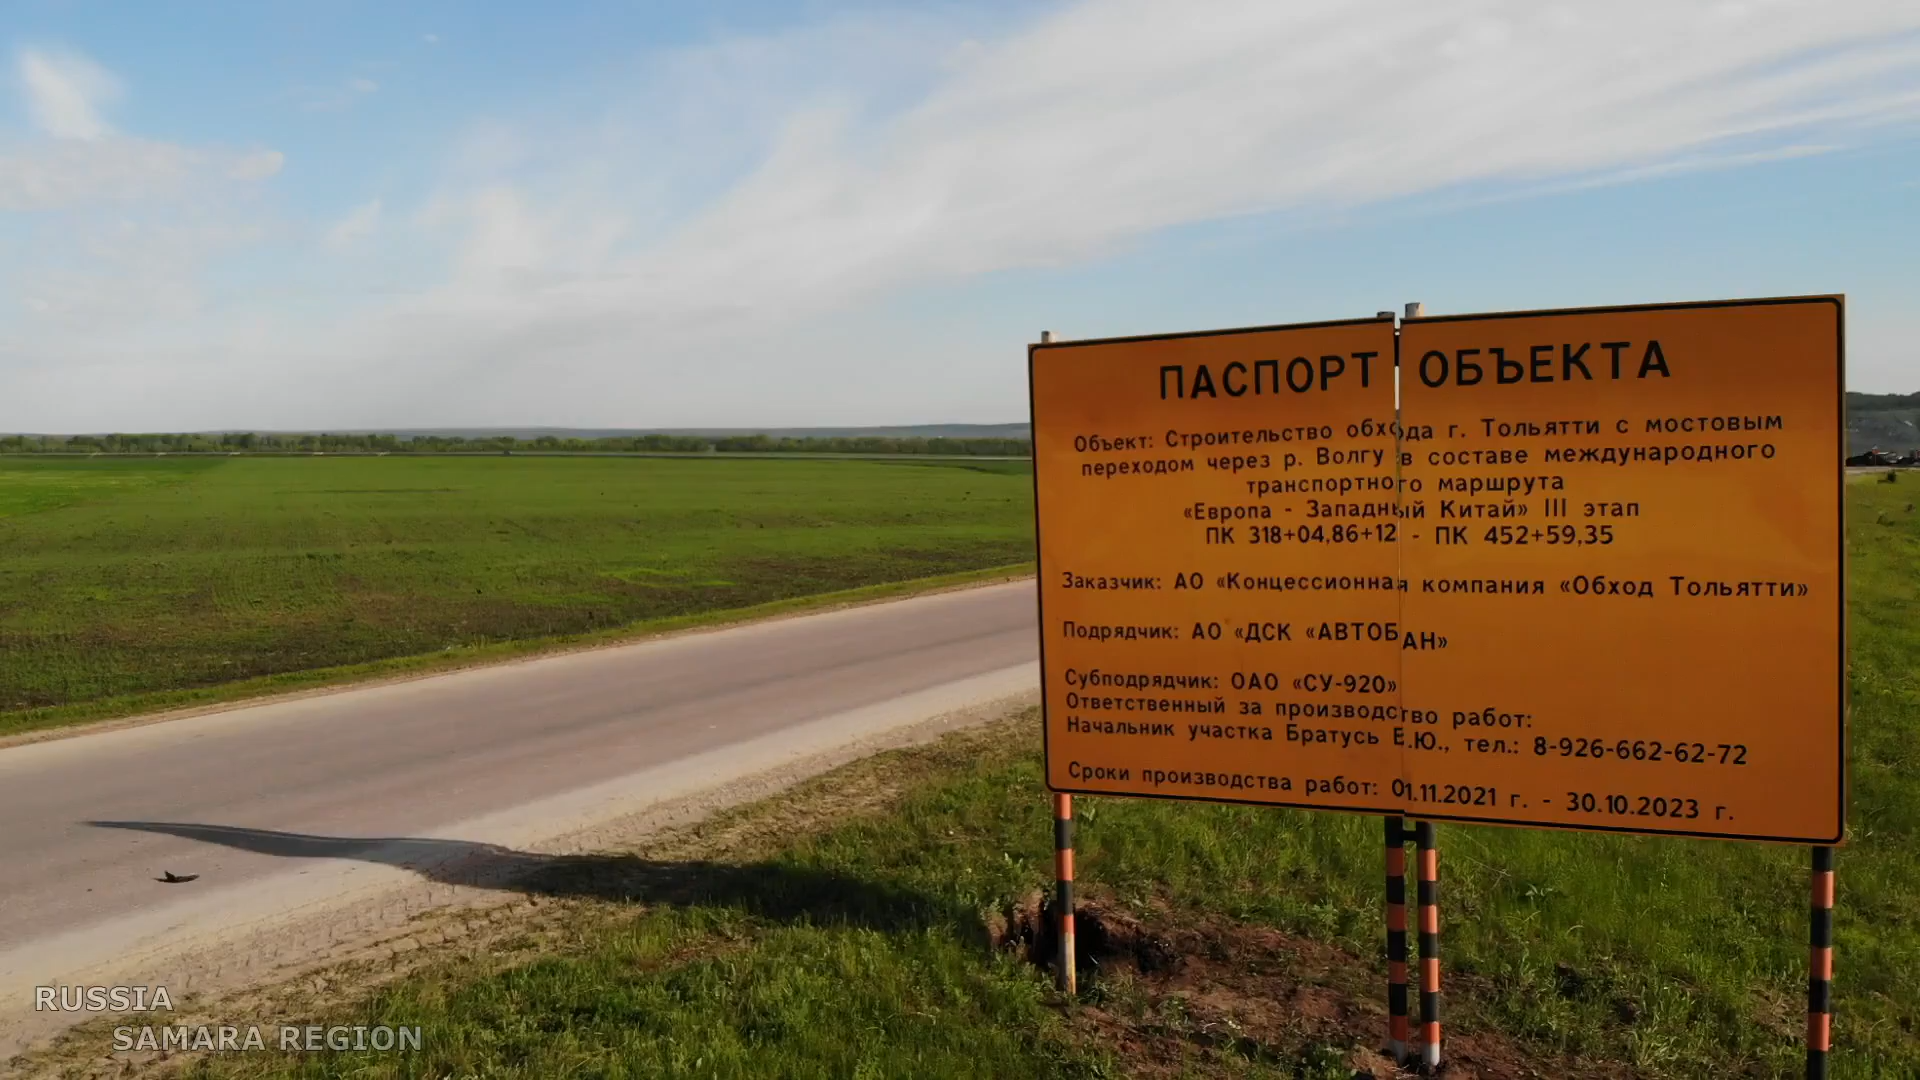 ПАСПОРТ ОБЪЕКТА
Объект: Строительство обхода г. Тольятти с мостовым
переходом через р. Волгу в составе международного
транспортного маршрута
«Европа - Западный Китай» III этап
ПК 318+04,86+12 - ПК 452+59,35
Заказчик: АО «Концессионная компания «Обход Тольятти»
Подрядчик: АО «ДСК «АВТОБАН»
Субподрядчик: ОАО «СУ-920»
Ответственный за производство работ:
Начальник участка Братусь Е.Ю., тел.: 8-926-662-62-72
Сроки производства работ: 01.11.2021 г. - 30.10.2023 г.
RUSSIA
SAMARA REGION